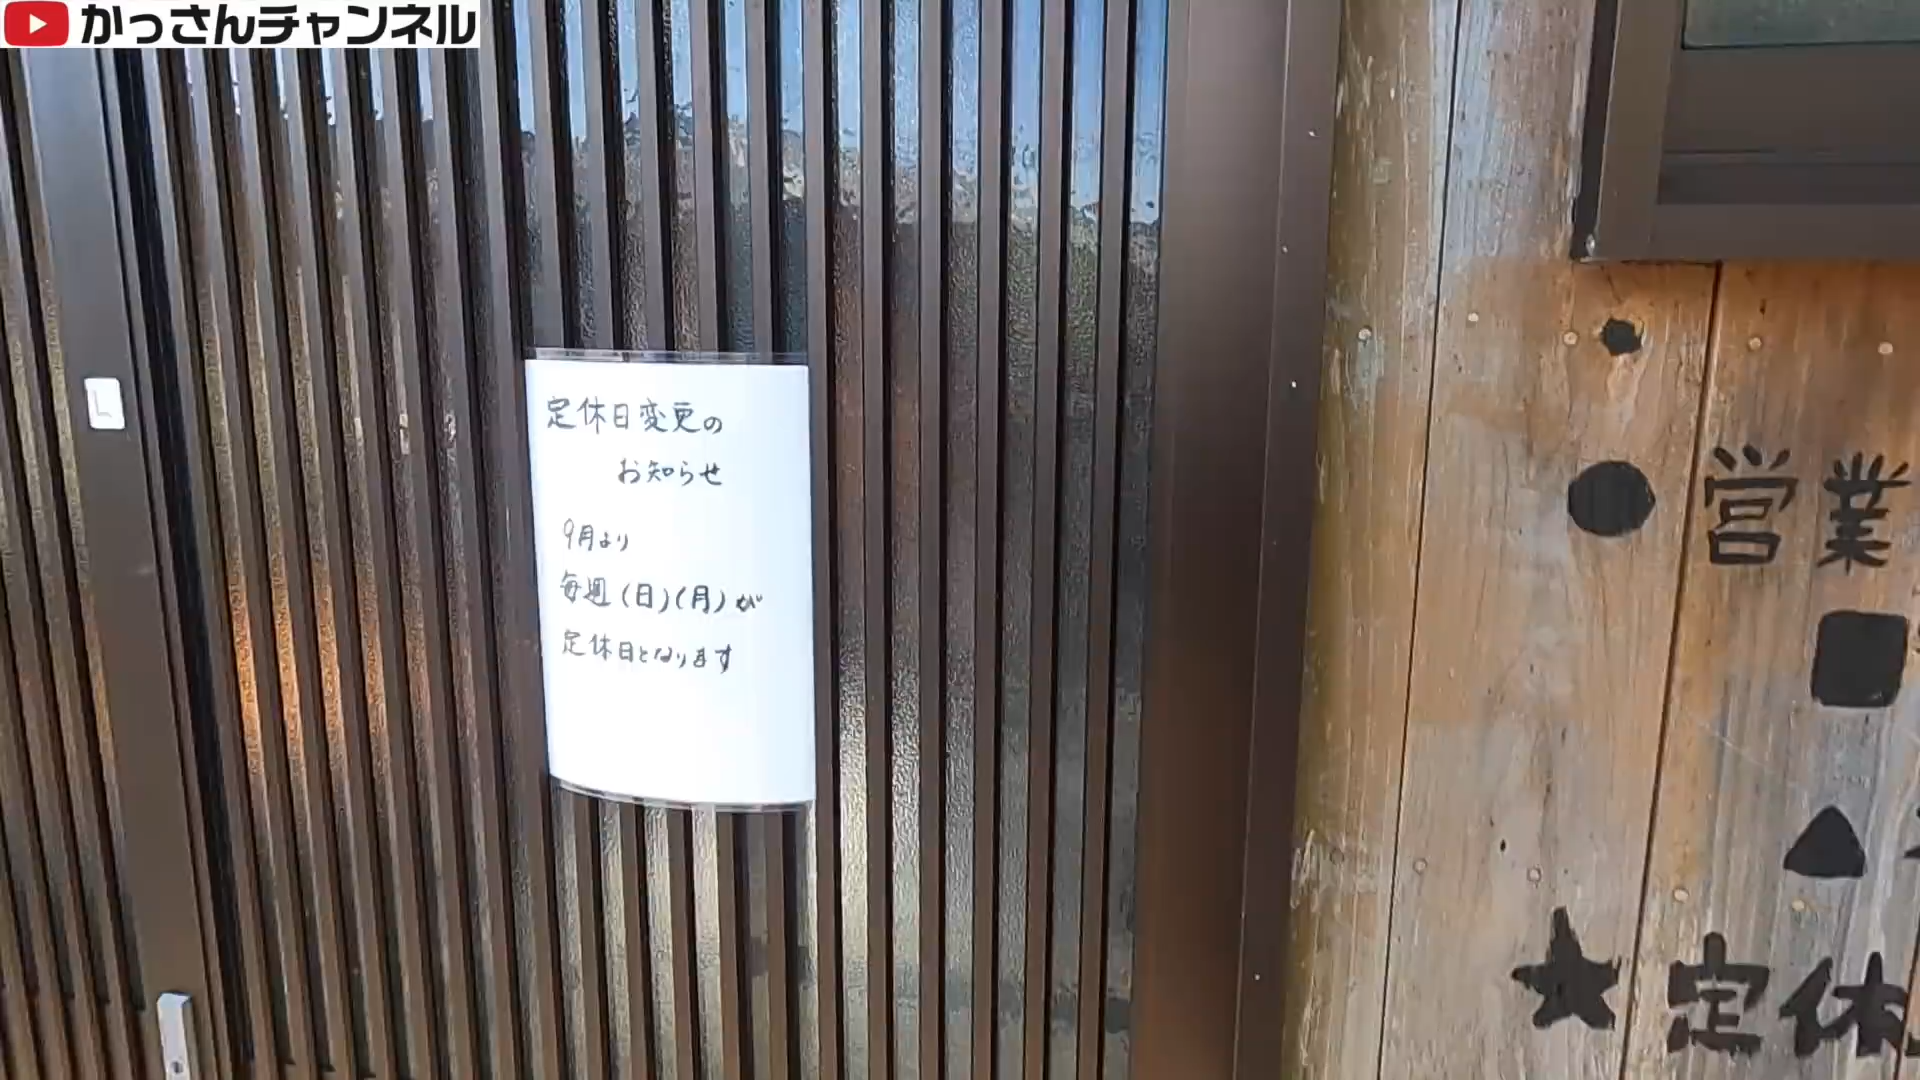 かっさんチャンネル
定休日変更の
お知らせ
9月より
毎週(日)(月)が
定休日となります
●営業
■
▲
★定休